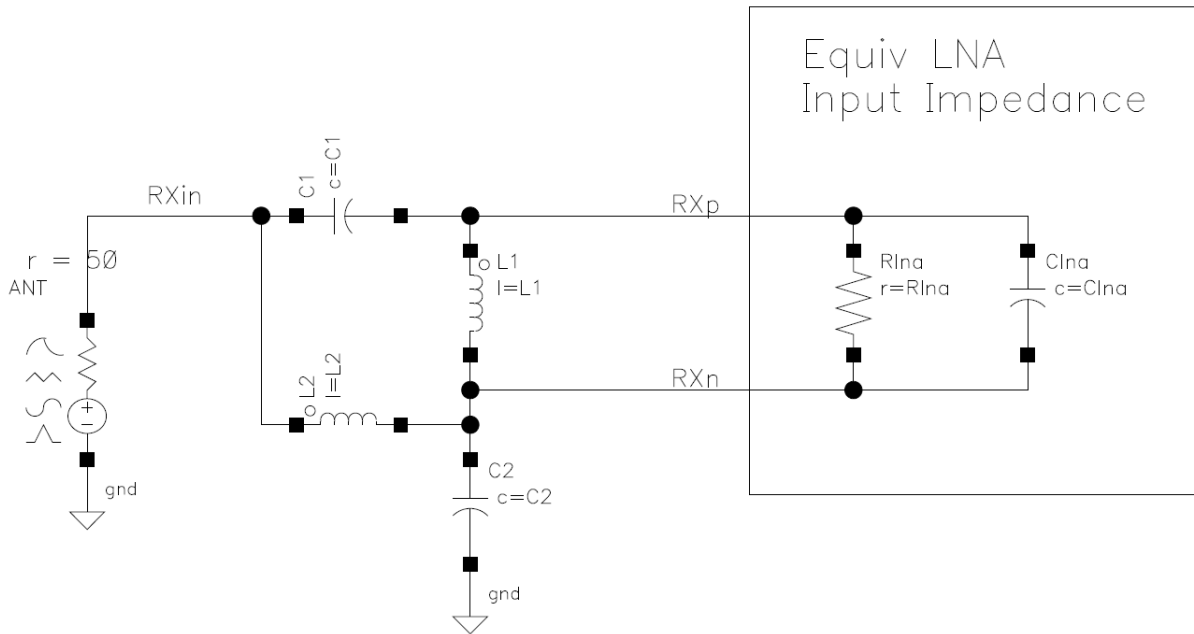 Equiv LNA
Input Impedance
C1
c=C1
RXin
RXp
r = 50
ANT
L1
l=L1
Rlna
r=Rlna
Clna
c=Clna
RXn
L2
l=L2
+
-
C2
c=C2
gnd
gnd